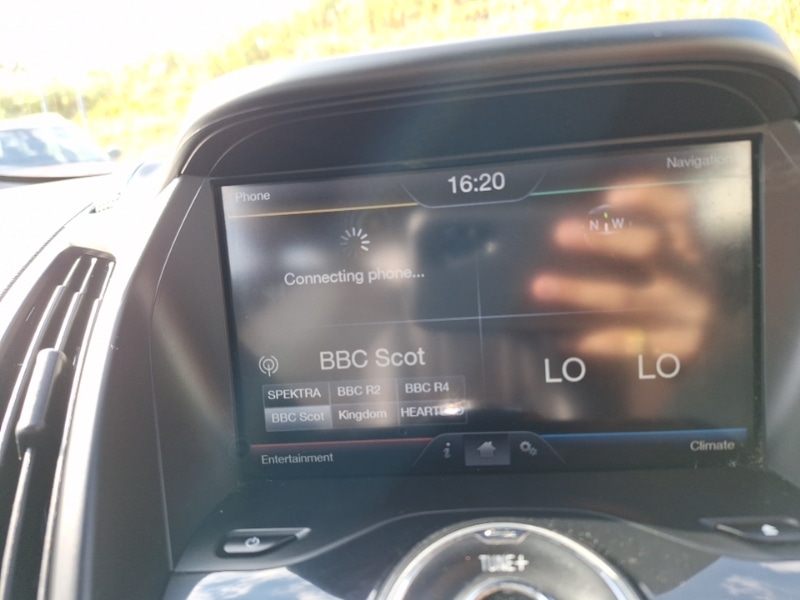 Phone
16:20
Navigation
Connecting phone...
N W
BBC Scot
SPEKTRA BBC R2 BBC R4
BBC Scot Kingdom
LO LO
Entertainment
i
Climate
TUNE+